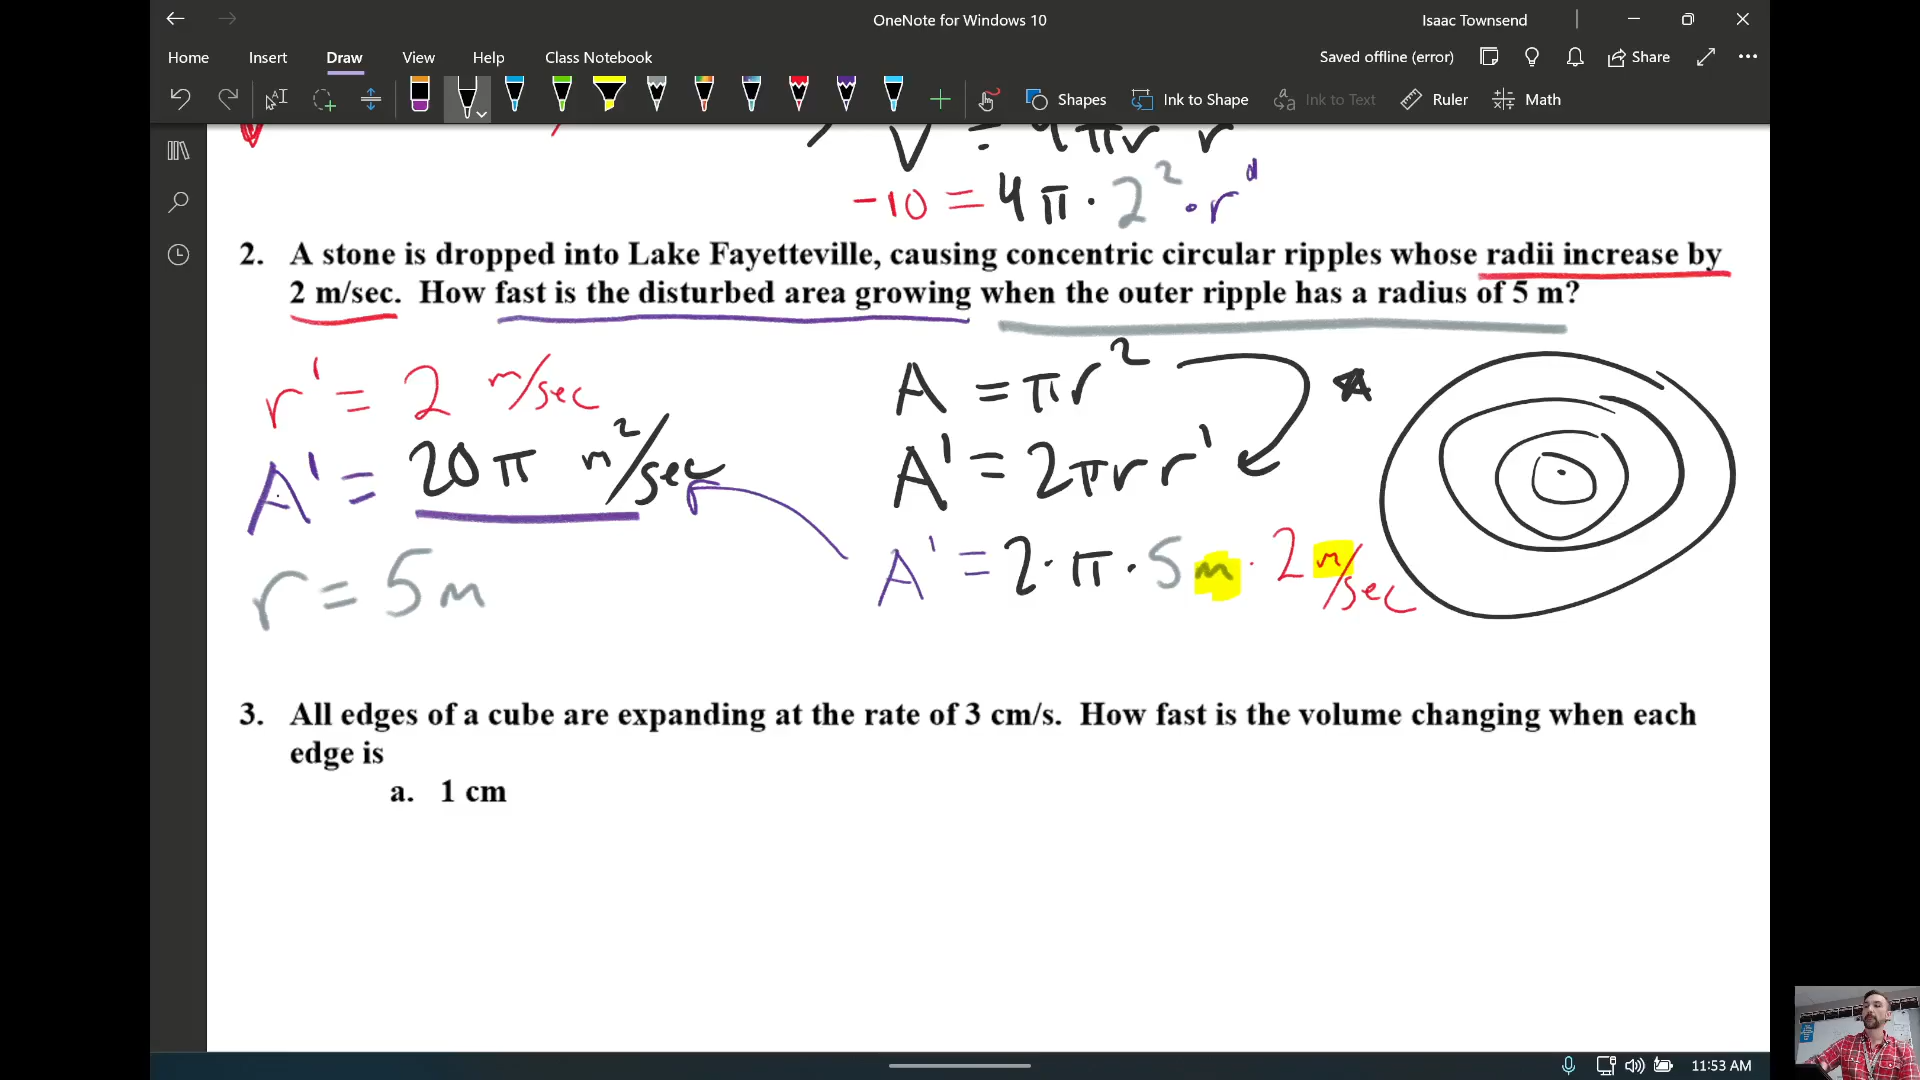 OneNote for Windows 10
Isaac Townsend
Home Insert Draw View Help Class Notebook
Saved offline (error) Share
Shapes Ink to Shape Ink to Text Ruler Math
V = 4πr r
-10 = 4π · 2² · r'
2. A stone is dropped into Lake Fayetteville, causing concentric circular ripples whose radii increase by
2 m/sec. How fast is the disturbed area growing when the outer ripple has a radius of 5 m?
r' = 2 m/sec
A' = 20π m²/sec
r = 5m
A = πr²
A' = 2πr r'
A' = 2 · π · 5m · 2 m/sec
3. All edges of a cube are expanding at the rate of 3 cm/s. How fast is the volume changing when each
edge is
a. 1 cm
11:53 AM